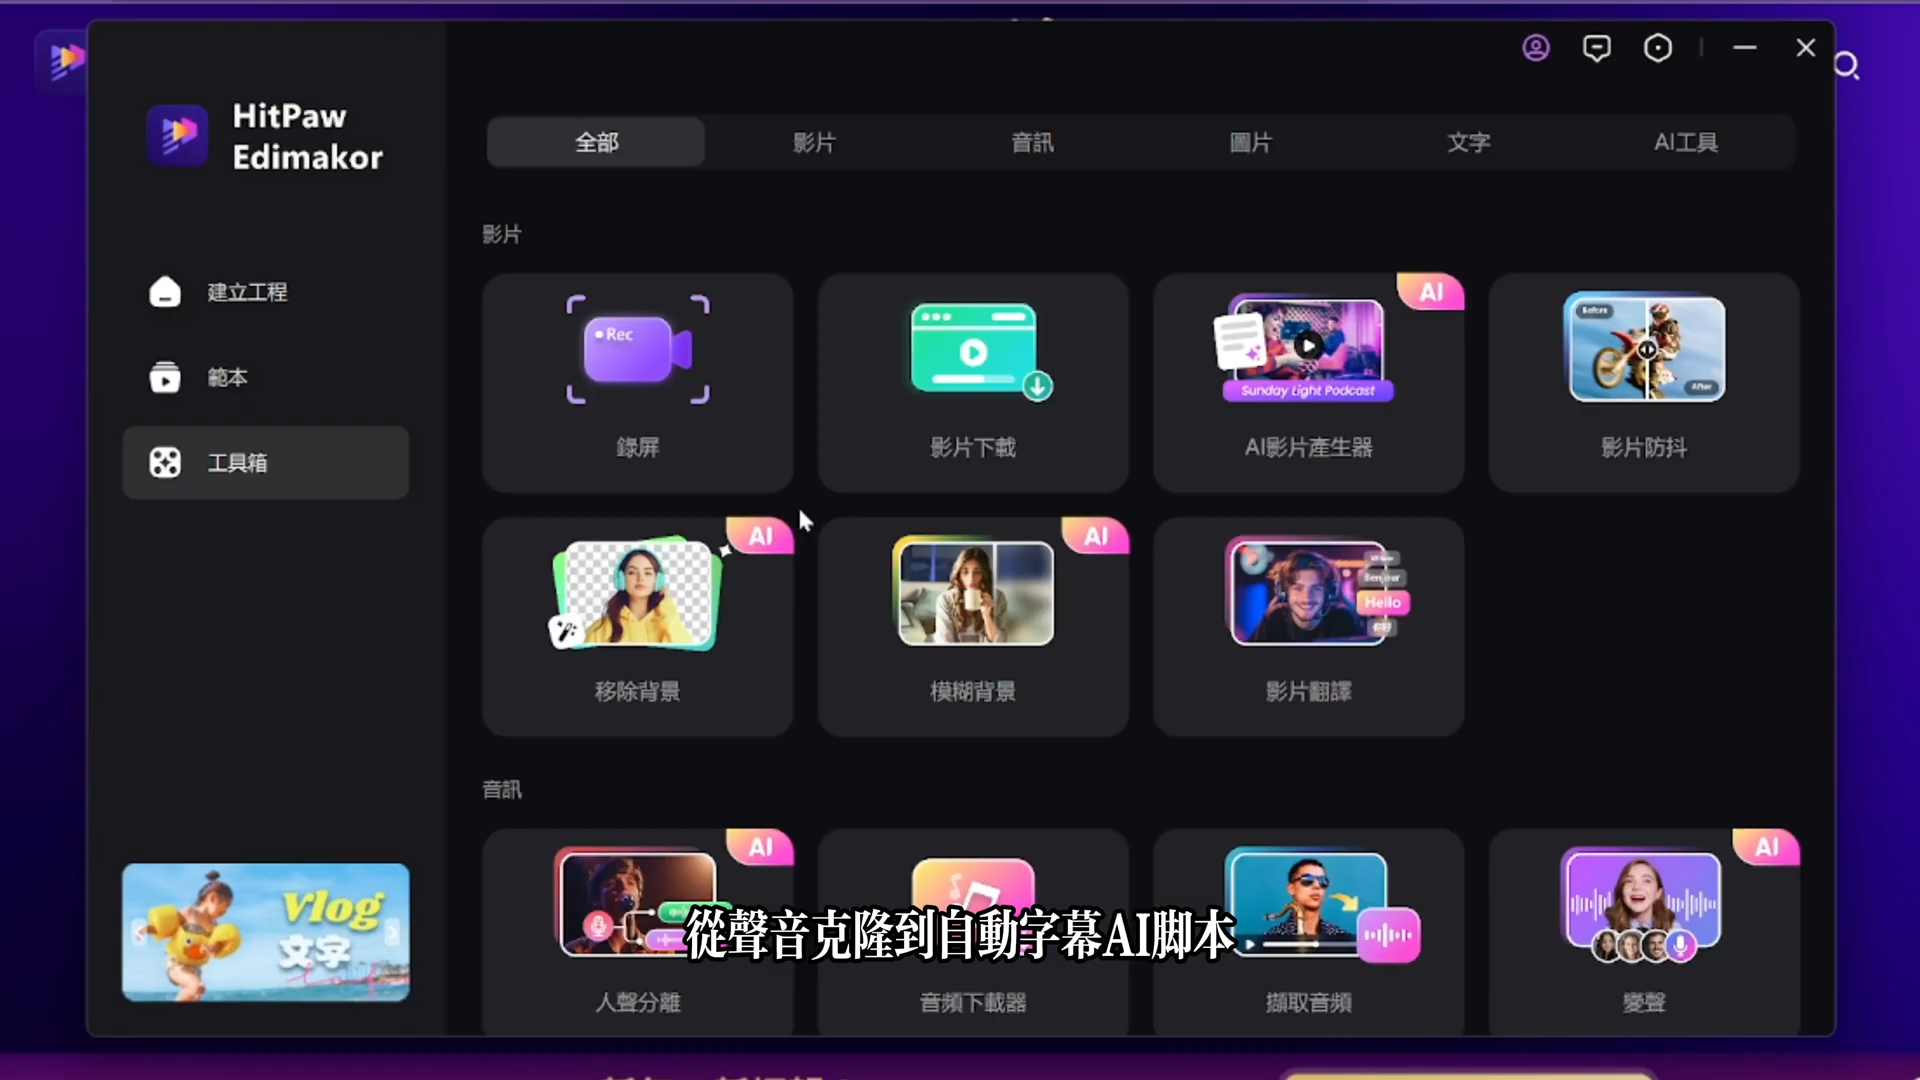 HitPaw
Edimakor
全部
影片
音訊
圖片
文字
AI工具
建立工程
範本
工具箱
影片
Rec
錄屏
影片下載
AI
Sunday Light Podcast
AI影片產生器
Before
After
影片防抖
AI
移除背景
AI
模糊背景
Bonjour
Hello
你好
影片翻譯
音訊
AI
人聲分離
音頻下載器
擷取音頻
AI
變聲
Vlog
文字
從聲音克隆到自動字幕AI腳本